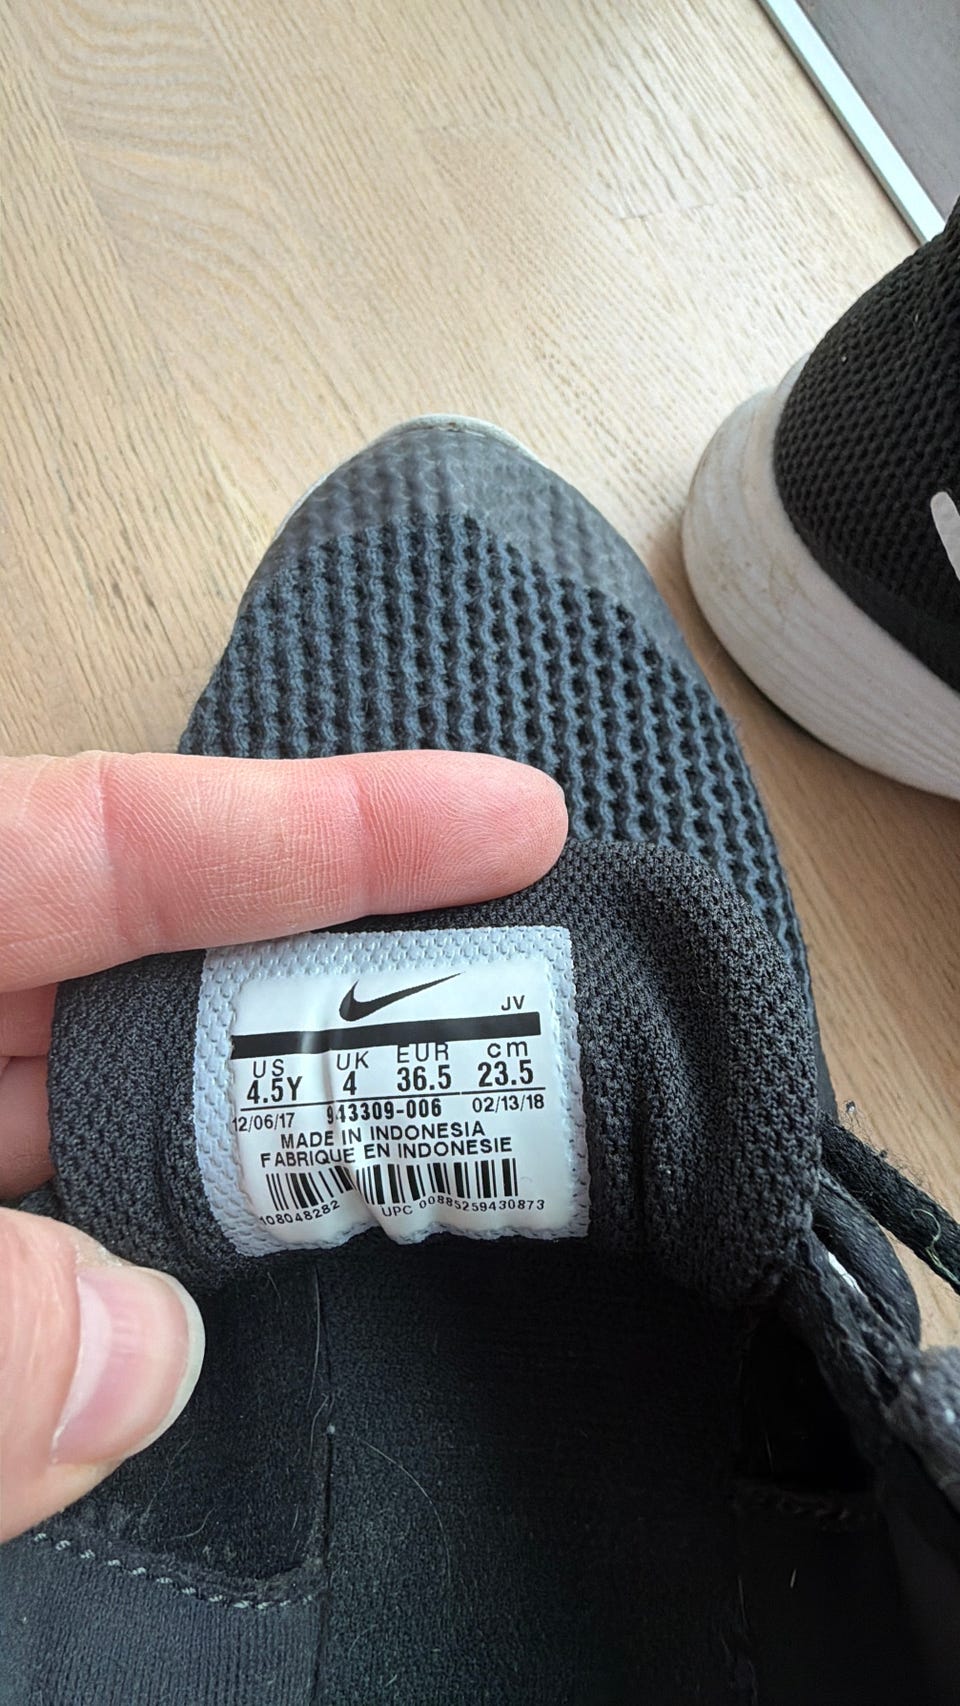 JV
US UK EUR cm
4.5Y 4 36.5 23.5
12/06/17 943309-006 02/13/18
MADE IN INDONESIA
FABRIQUE EN INDONESIE
108048282 UPC 00885259430873